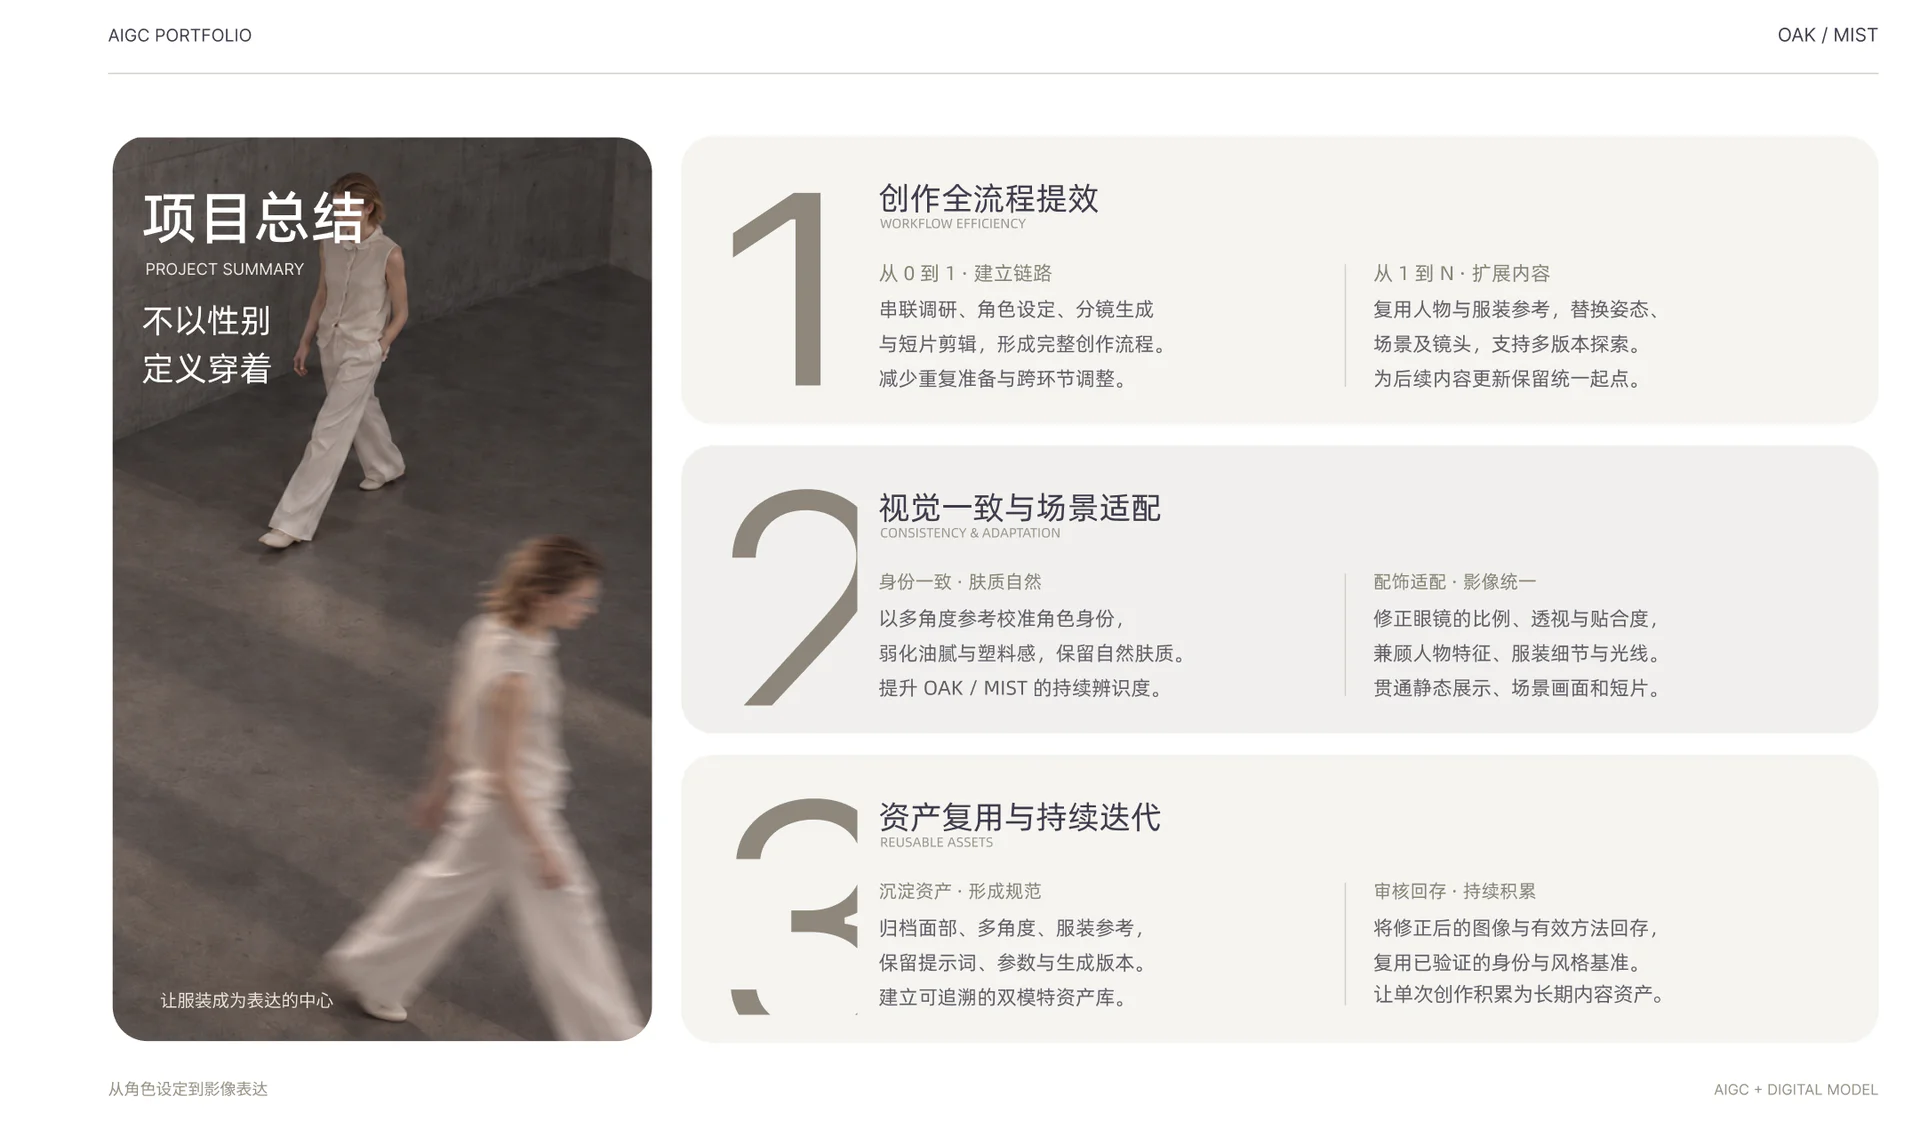 AIGC PORTFOLIO
OAK / MIST
项目总结
PROJECT SUMMARY
不以性别
定义穿着
让服装成为表达的中心
1
创作全流程提效
WORKFLOW EFFICIENCY
从 0 到 1 · 建立链路
串联调研、角色设定、分镜生成
与短片剪辑，形成完整创作流程。
减少重复准备与跨环节调整。
从 1 到 N · 扩展内容
复用人物与服装参考，替换姿态、
场景及镜头，支持多版本探索。
为后续内容更新保留统一起点。
2
视觉一致与场景适配
CONSISTENCY & ADAPTATION
身份一致 · 肤质自然
以多角度参考校准角色身份，
弱化油腻与塑料感，保留自然肤质。
提升 OAK / MIST 的持续辨识度。
配饰适配 · 影像统一
修正眼镜的比例、透视与贴合度，
兼顾人物特征、服装细节与光线。
贯通静态展示、场景画面和短片。
3
资产复用与持续迭代
REUSABLE ASSETS
沉淀资产 · 形成规范
归档面部、多角度、服装参考，
保留提示词、参数与生成版本。
建立可追溯的双模特资产库。
审核回存 · 持续积累
将修正后的图像与有效方法回存，
复用已验证的身份与风格基准。
让单次创作积累为长期内容资产。
从角色设定到影像表达
AIGC + DIGITAL MODEL